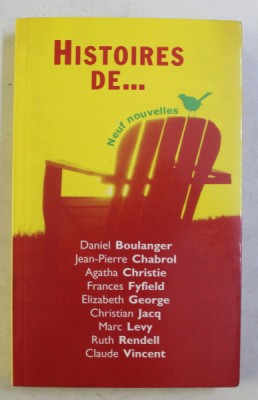 HISTOIRES
DE...
Neuf nouvelles
Daniel Boulanger
Jean-Pierre Chabrol
Agatha Christie
Frances Fyfield
Elizabeth George
Christian Jacq
Marc Levy
Ruth Rendell
Claude Vincent